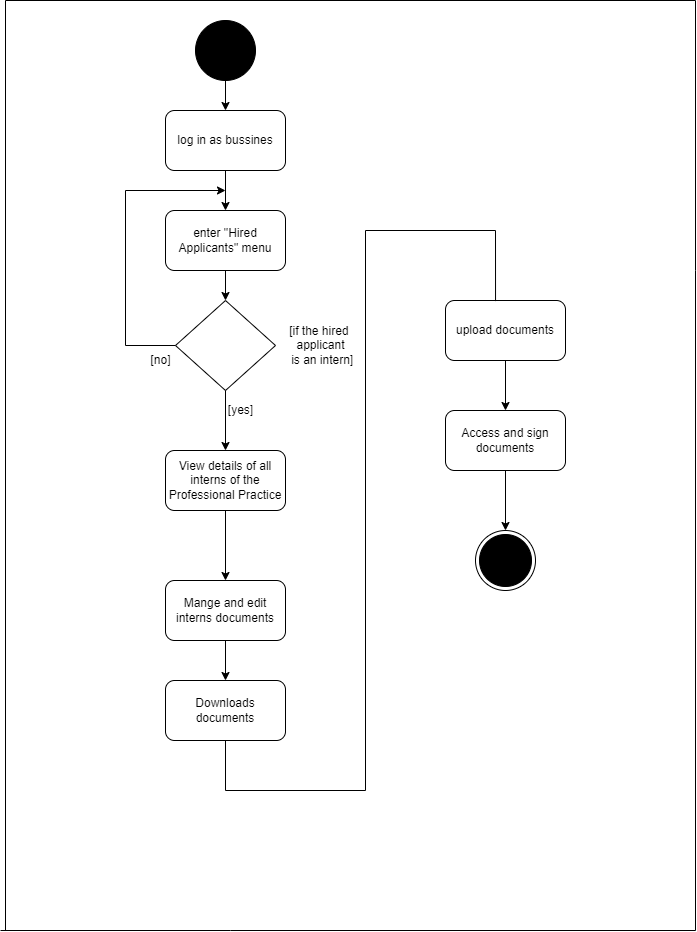 log in as bussines
enter "Hired
Applicants" menu
[if the hired
applicant
is an intern]
[no]
[yes]
View details of all
interns of the
Professional Practice
Mange and edit
interns documents
Downloads
documents
upload documents
Access and sign
documents